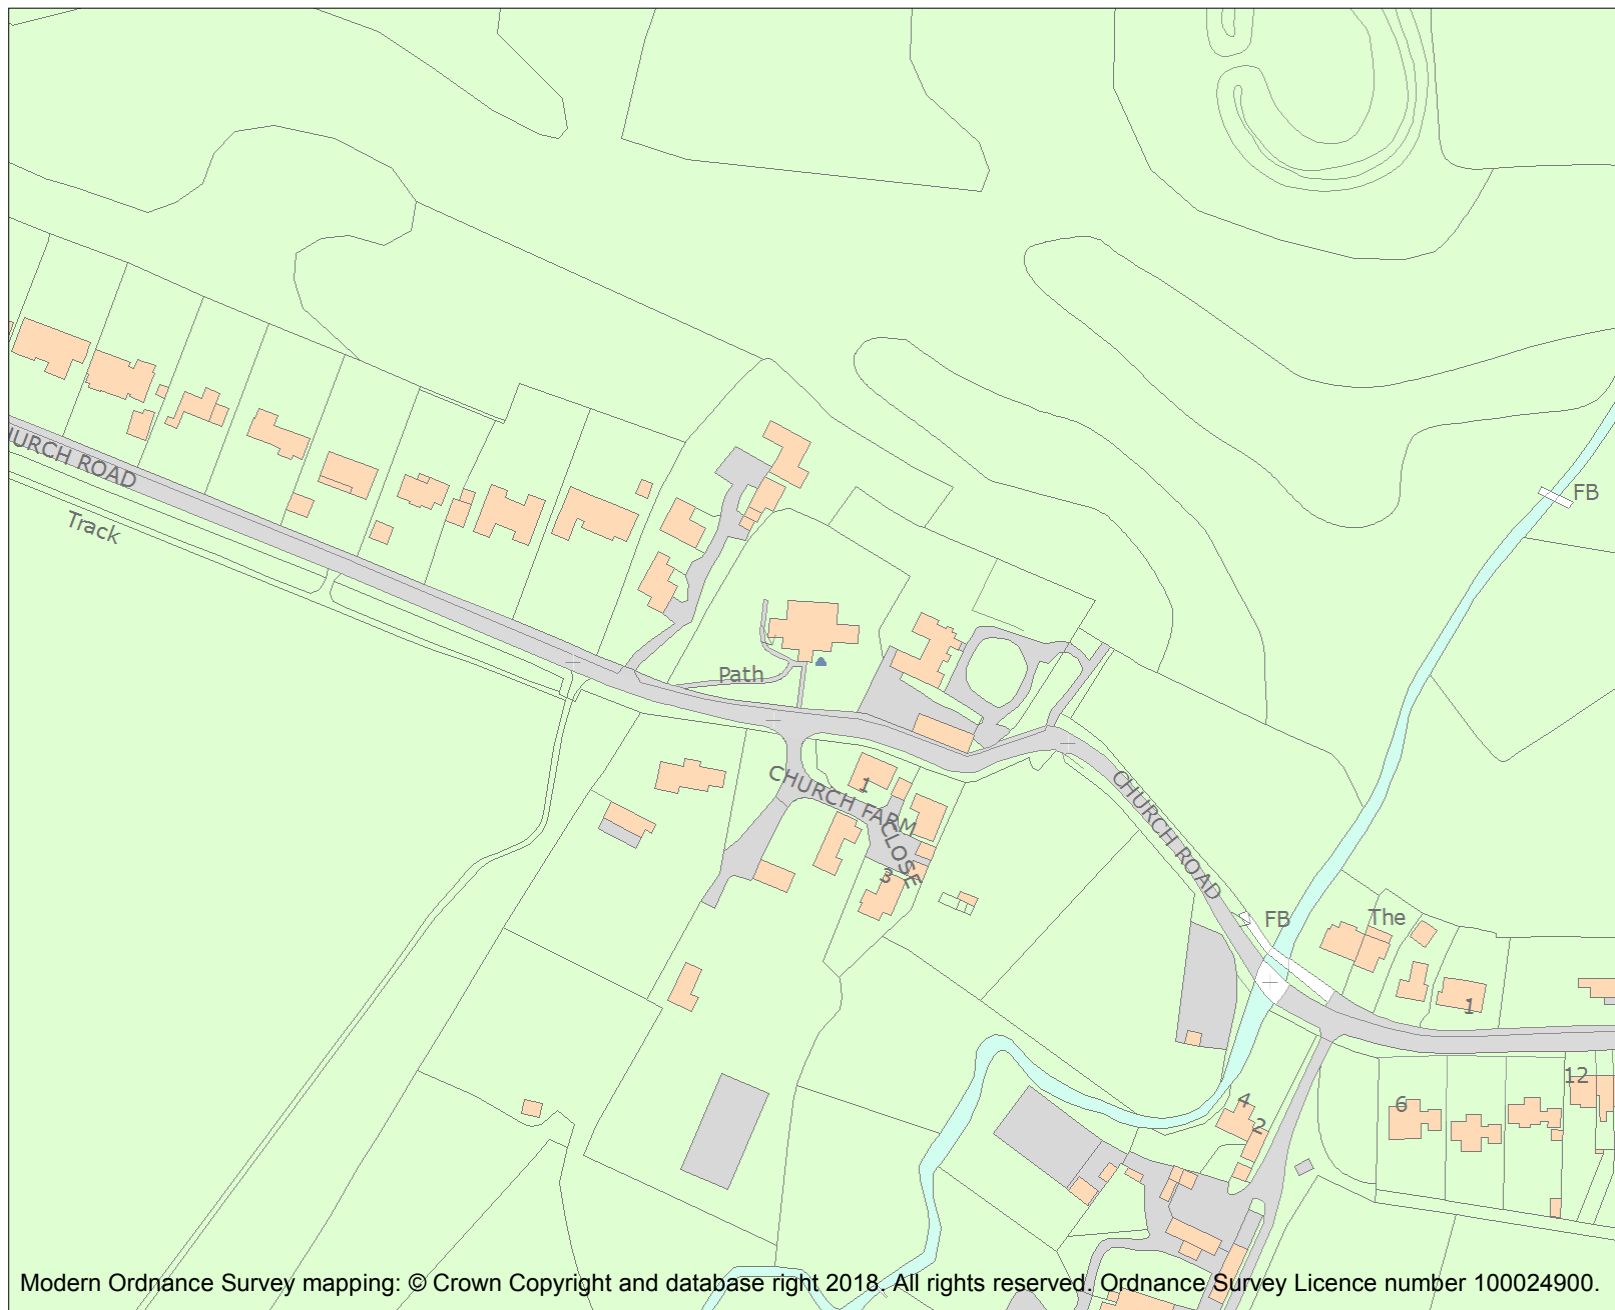 FB
HURCH ROAD
Track
Path
CHURCH FARM
CLOSE
1
3
CHURCH ROAD
FB
The
1
12
6
4
2
Modern Ordnance Survey mapping: © Crown Copyright and database right 2018. All rights reserved. Ordnance Survey Licence number 100024900.